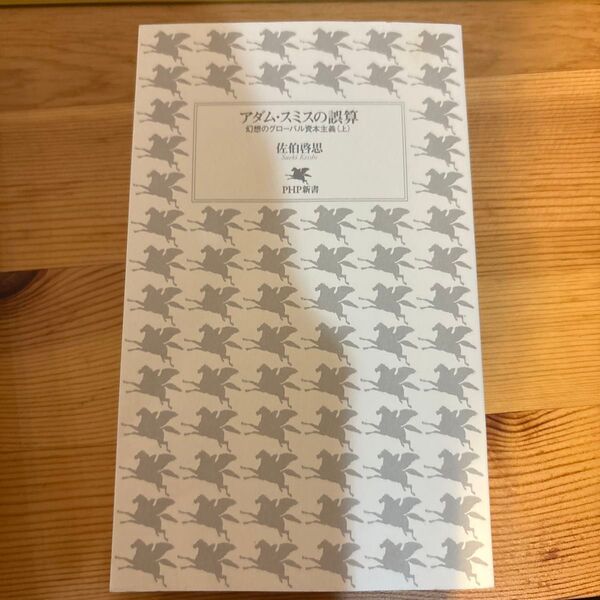 アダム・スミスの誤算
幻想のグローバル資本主義(上)
佐伯啓思
Saeki Keishi
PHP新書